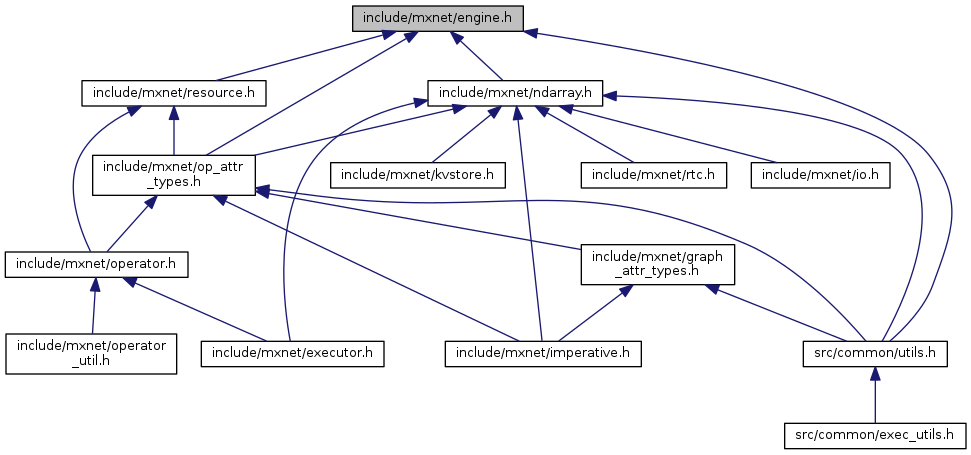 include/mxnet/engine.h
include/mxnet/resource.h
include/mxnet/ndarray.h
include/mxnet/op_attr
_types.h
include/mxnet/kvstore.h
include/mxnet/rtc.h
include/mxnet/io.h
include/mxnet/operator.h
include/mxnet/graph
_attr_types.h
include/mxnet/operator
_util.h
include/mxnet/executor.h
include/mxnet/imperative.h
src/common/utils.h
src/common/exec_utils.h